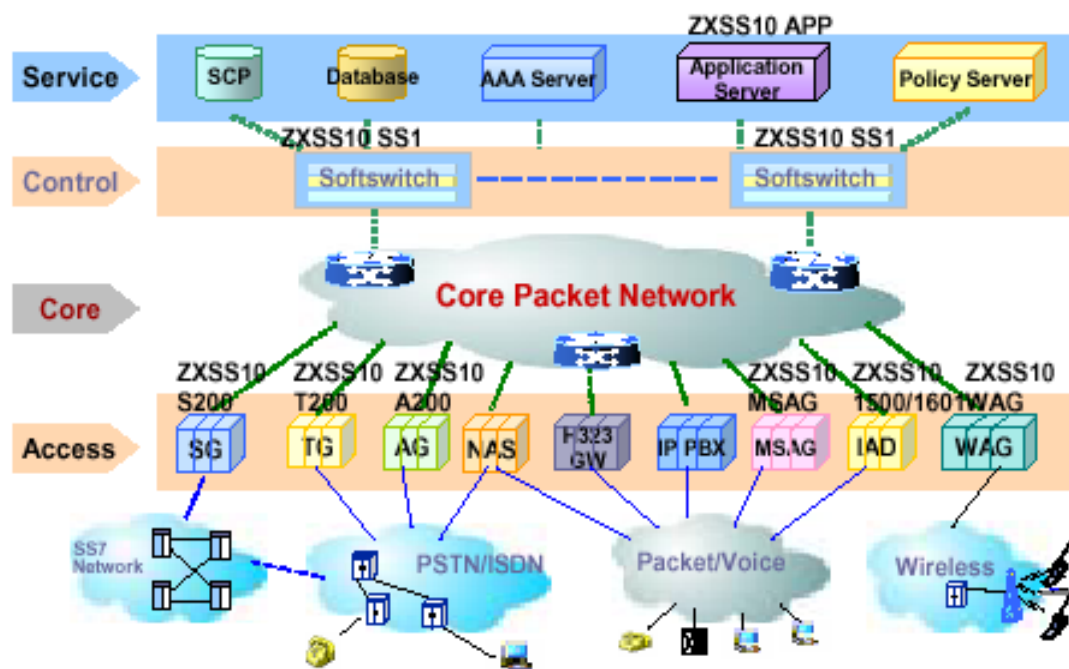 ZXSS10 APP
Service
SCP
Database
AAA Server
Application
Server
Policy Server
ZXSS10 SS1
ZXSS10 SS1
Control
Softswitch
Softswitch
Core
Core Packet Network
ZXSS10
S200
ZXSS10
T200
ZXSS10
A200
ZXSS10
MSAG
ZXSS10
1500/1601
ZXSS10
WAG
Access
SG
TG
AG
NAS
H323
GW
IP PBX
MSAG
IAD
WAG
SS7
Network
PSTN/ISDN
Packet/Voice
Wireless